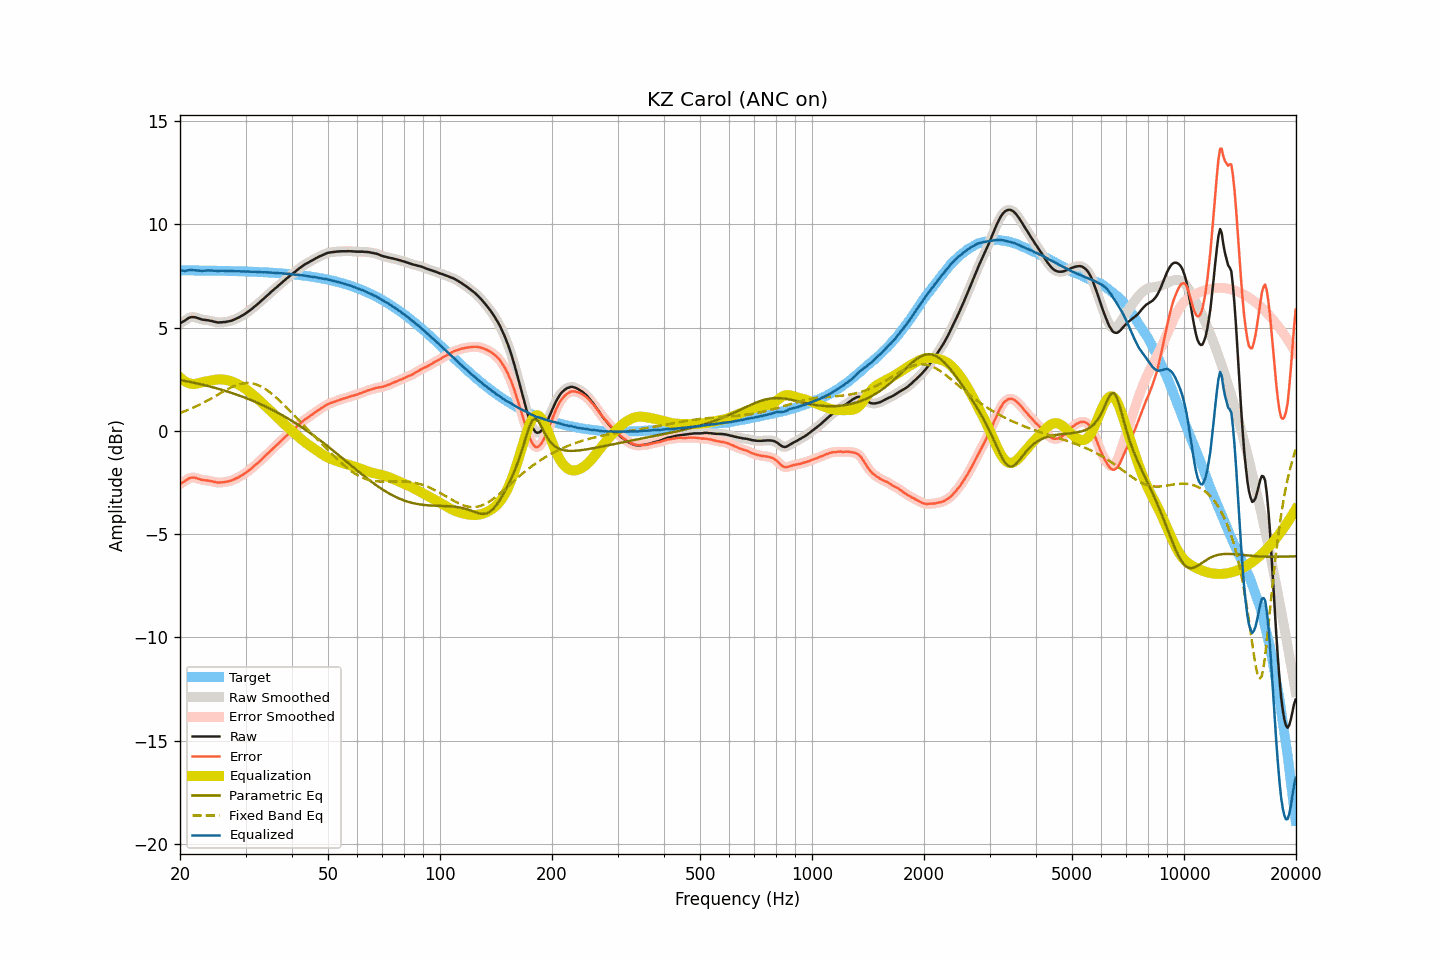 KZ Carol (ANC on)
Amplitude (dBr)
15
10
5
0
−5
−10
−15
−20
Target
Raw Smoothed
Error Smoothed
Raw
Error
Equalization
Parametric Eq
Fixed Band Eq
Equalized
20 50 100 200 500 1000 2000 5000 10000 20000
Frequency (Hz)